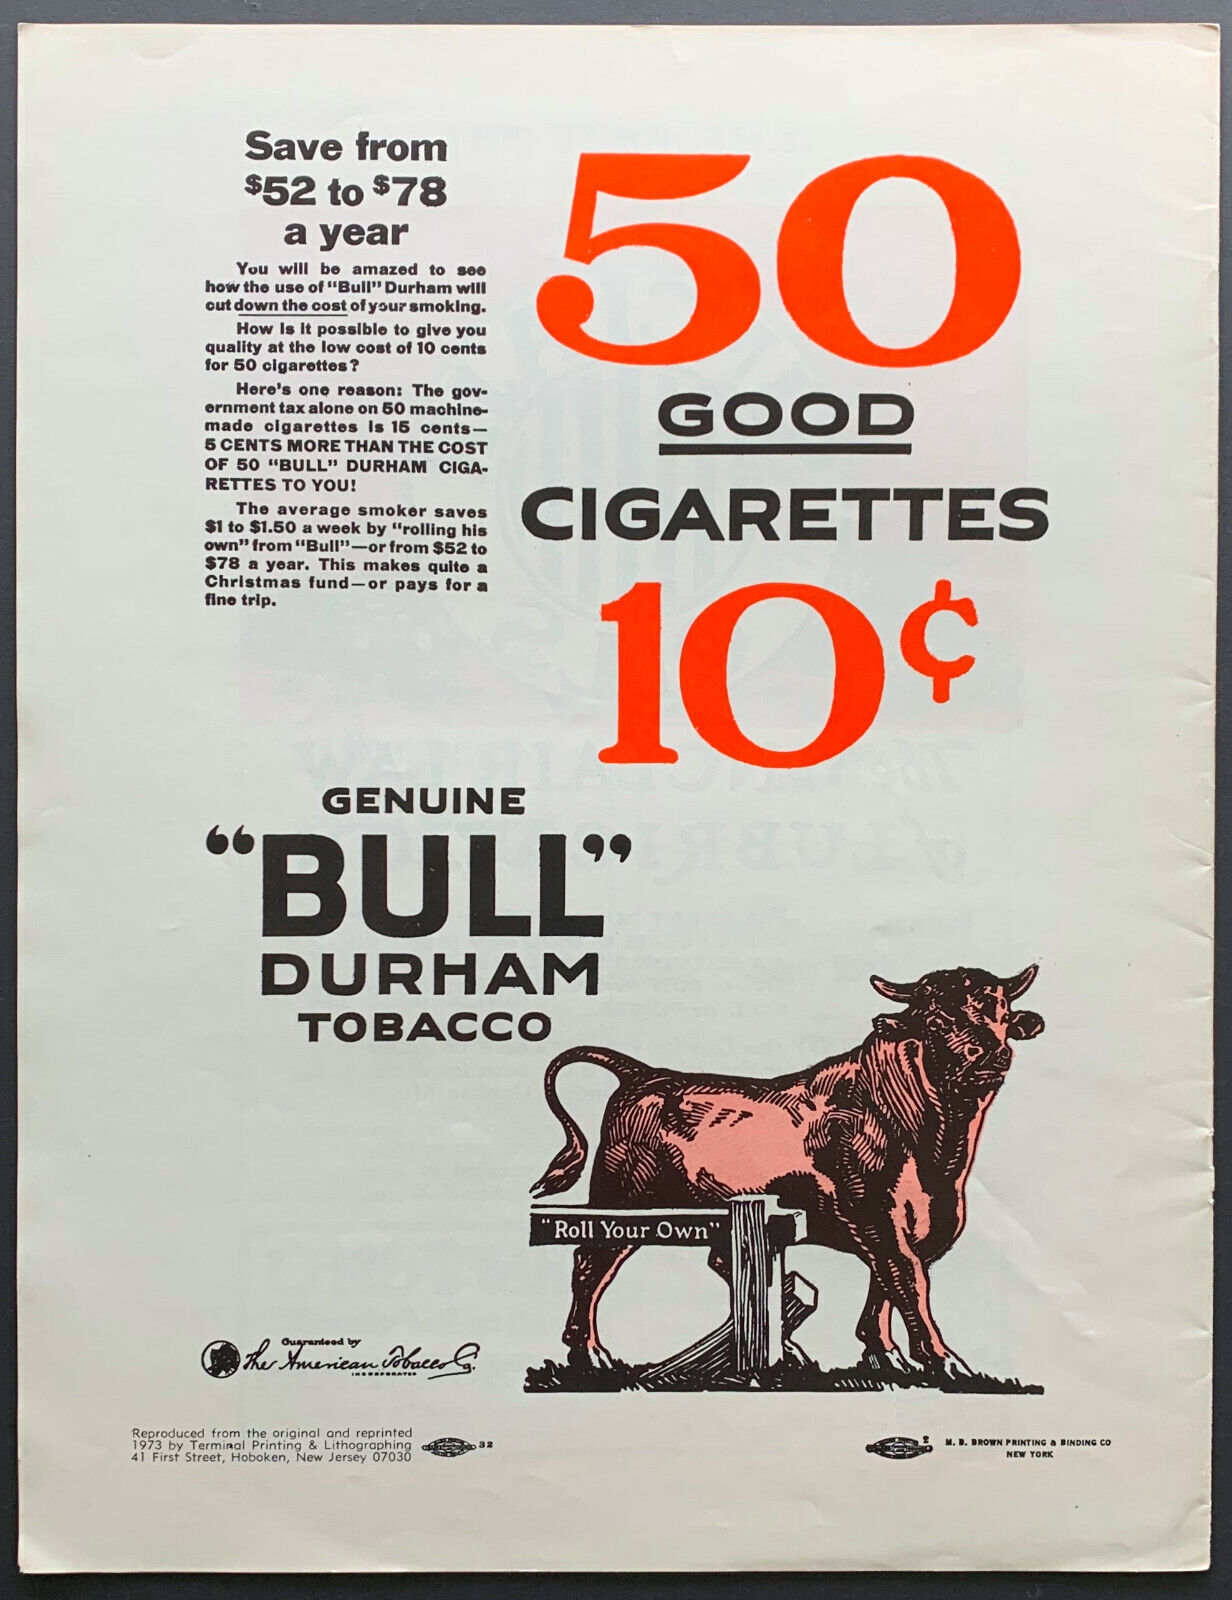 Save from
$52 to $78
a year
You will be amazed to see
how the use of "Bull" Durham will
cut down the cost of your smoking.
How is it possible to give you
quality at the low cost of 10 cents
for 50 cigarettes?
Here's one reason: The gov-
ernment tax alone on 50 machine-
made cigarettes is 15 cents—
5 CENTS MORE THAN THE COST
OF 50 "BULL" DURHAM CIGA-
RETTES TO YOU!
The average smoker saves
$1 to $1.50 a week by "rolling his
own" from "Bull"—or from $52 to
$78 a year. This makes quite a
Christmas fund—or pays for a
fine trip.
50
GOOD
CIGARETTES
10¢
GENUINE
"BULL"
DURHAM
TOBACCO
"Roll Your Own"
Guaranteed by
The American Tobacco Co.
INCORPORATED
Reproduced from the original and reprinted
1973 by Terminal Printing & Lithographing
41 First Street, Hoboken, New Jersey 07030
32
2
M. B. BROWN PRINTING & BINDING CO
NEW YORK